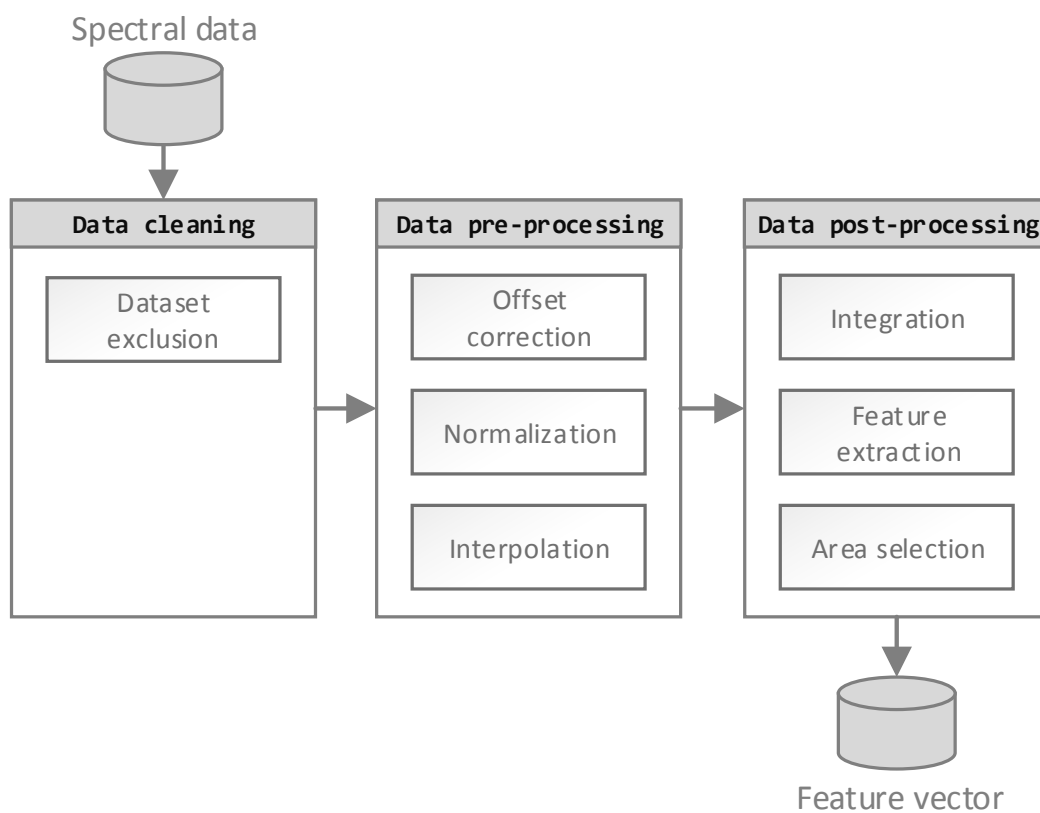 Spectral data
Data cleaning
Dataset
exclusion
Data pre-processing
Offset
correction
Normalization
Interpolation
Data post-processing
Integration
Feature
extraction
Area selection
Feature vector